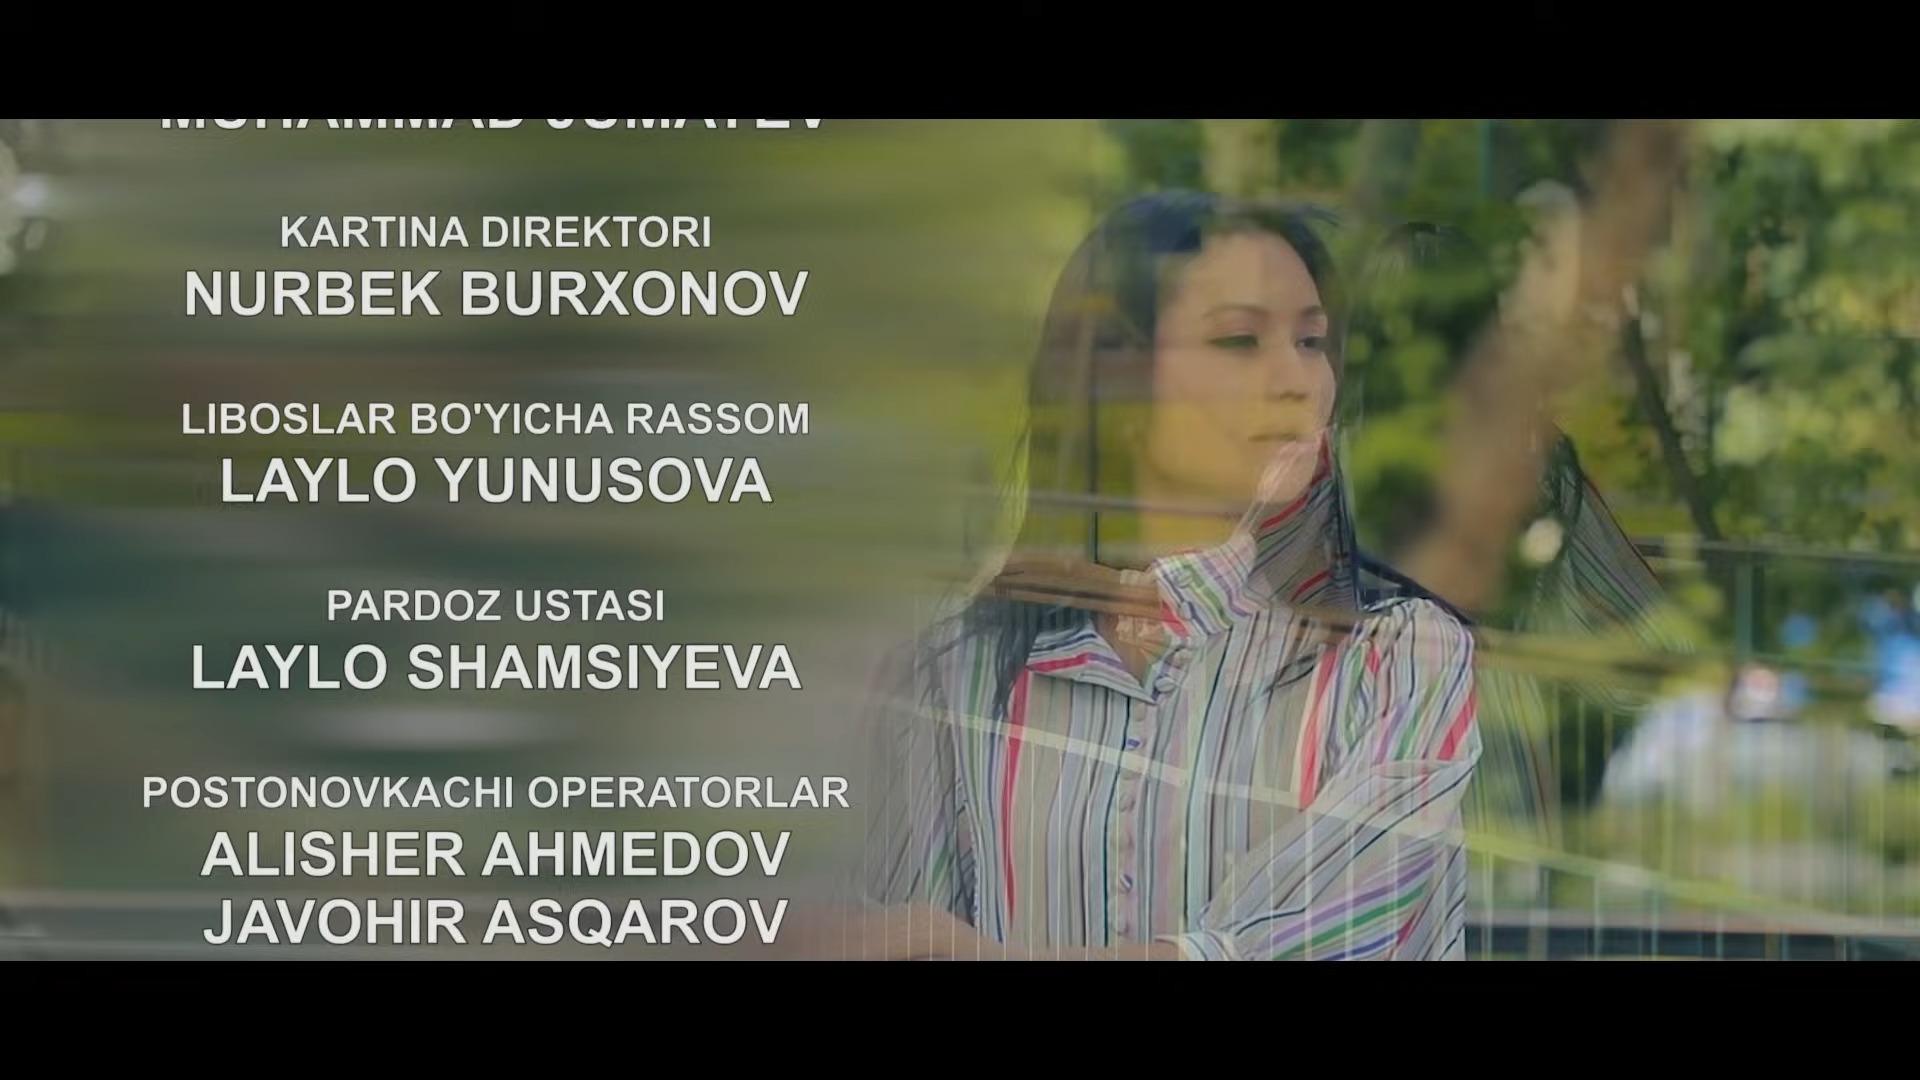 KARTINA DIREKTORI
NURBEK BURXONOV
LIBOSLAR BO'YICHA RASSOM
LAYLO YUNUSOVA
PARDOZ USTASI
LAYLO SHAMSIYEVA
POSTONOVKACHI OPERATORLAR
ALISHER AHMEDOV
JAVOHIR ASQAROV